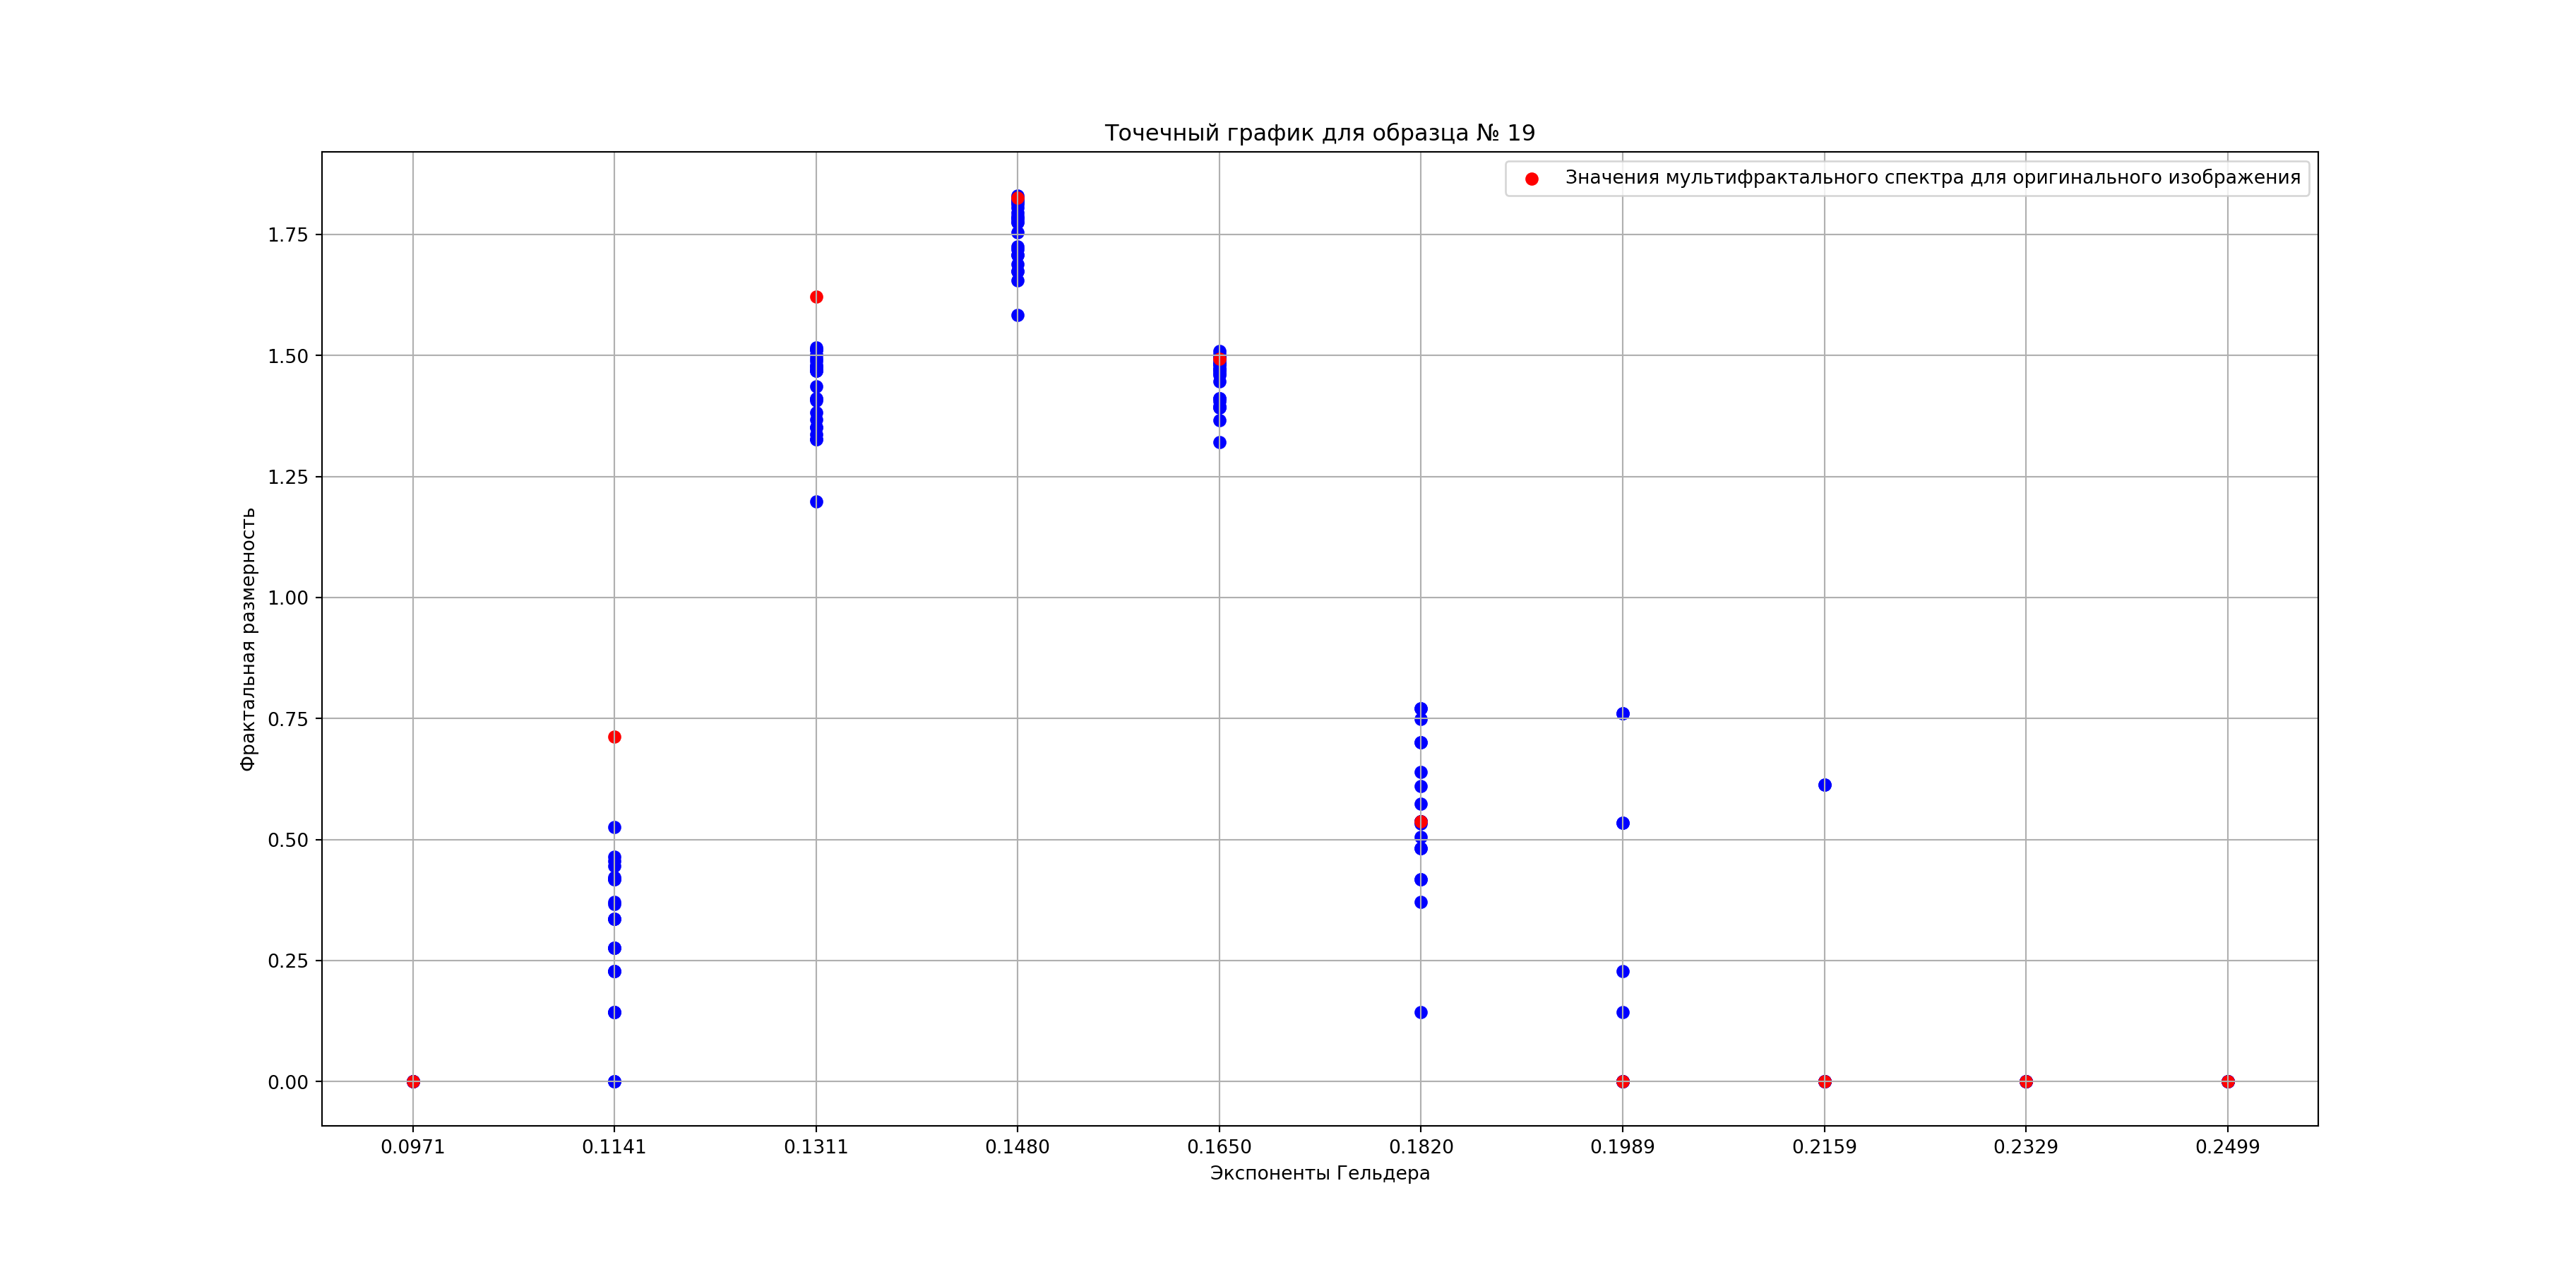 Точечный график для образца № 19
Значения мультифрактального спектра для оригинального изображения
Фрактальная размерность
1.75
1.50
1.25
1.00
0.75
0.50
0.25
0.00
0.0971 0.1141 0.1311 0.1480 0.1650 0.1820 0.1989 0.2159 0.2329 0.2499
Экспоненты Гельдера